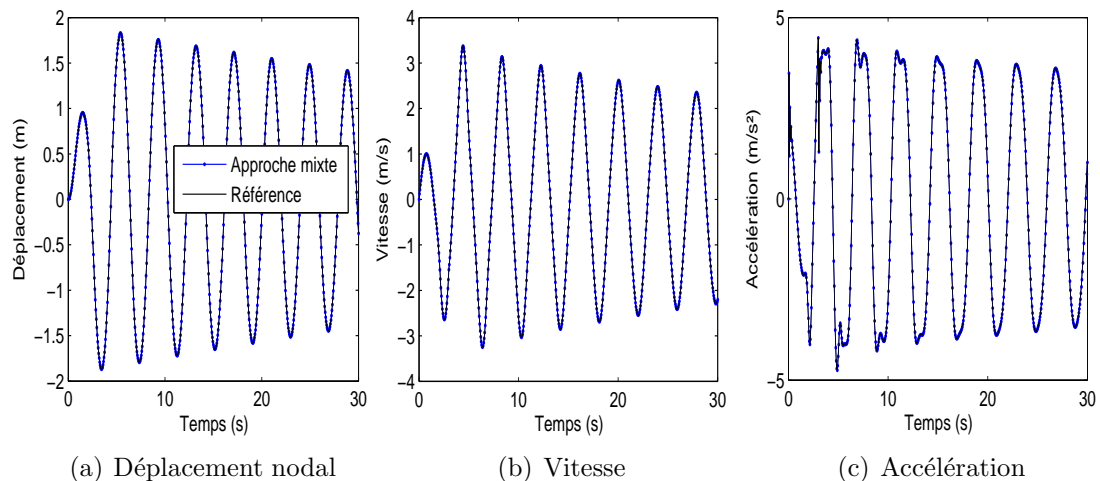 2
1.5
1
0.5
0
−0.5
−1
−1.5
−2
Déplacement (m)
0 10 20 30
Temps (s)
Approche mixte
Référence
(a) Déplacement nodal
4
3
2
1
0
−1
−2
−3
−4
Vitesse (m/s)
0 10 20 30
Temps (s)
(b) Vitesse
5
0
−5
Accélération (m/s²)
0 10 20 30
Temps (s)
(c) Accélération